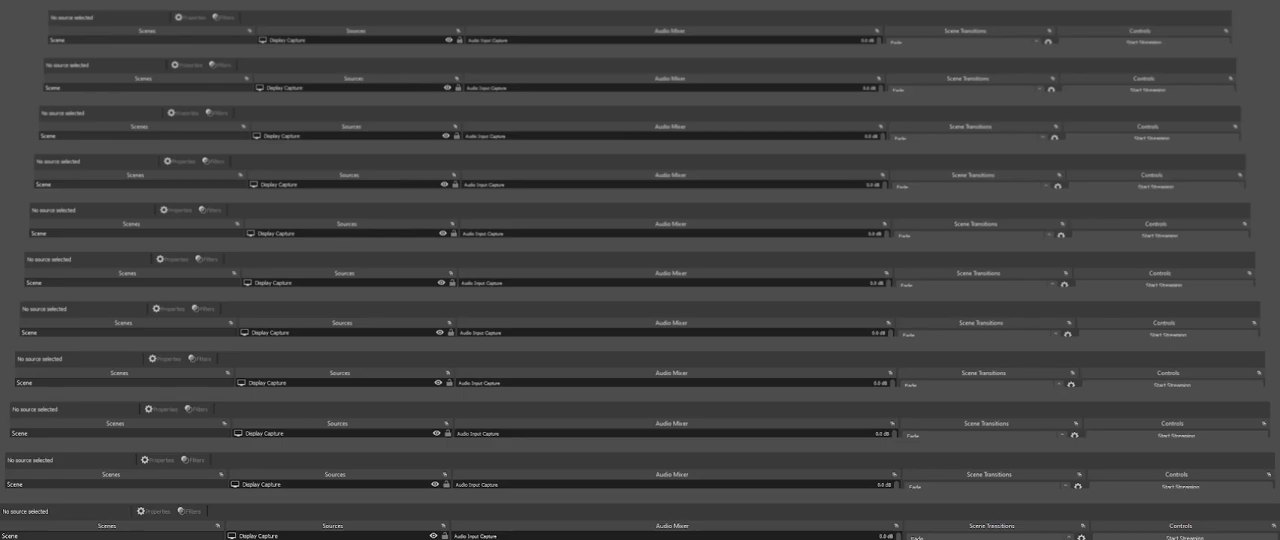 No source selected Properties Filters
Scenes Sources Audio Mixer Scene Transitions Controls
Scene Display Capture Audio Input Capture 0.0 dB Fade Start Streaming
No source selected Properties Filters
Scenes Sources Audio Mixer Scene Transitions Controls
Scene Display Capture Audio Input Capture 0.0 dB Fade Start Streaming
No source selected Properties Filters
Scenes Sources Audio Mixer Scene Transitions Controls
Scene Display Capture Audio Input Capture 0.0 dB Fade Start Streaming
No source selected Properties Filters
Scenes Sources Audio Mixer Scene Transitions Controls
Scene Display Capture Audio Input Capture 0.0 dB Fade Start Streaming
No source selected Properties Filters
Scenes Sources Audio Mixer Scene Transitions Controls
Scene Display Capture Audio Input Capture 0.0 dB Fade Start Streaming
No source selected Properties Filters
Scenes Sources Audio Mixer Scene Transitions Controls
Scene Display Capture Audio Input Capture 0.0 dB Fade Start Streaming
No source selected Properties Filters
Scenes Sources Audio Mixer Scene Transitions Controls
Scene Display Capture Audio Input Capture 0.0 dB Fade Start Streaming
No source selected Properties Filters
Scenes Sources Audio Mixer Scene Transitions Controls
Scene Display Capture Audio Input Capture 0.0 dB Fade Start Streaming
No source selected Properties Filters
Scenes Sources Audio Mixer Scene Transitions Controls
Scene Display Capture Audio Input Capture 0.0 dB Fade Start Streaming
No source selected Properties Filters
Scenes Sources Audio Mixer Scene Transitions Controls
Scene Display Capture Audio Input Capture 0.0 dB Fade Start Streaming
No source selected Properties Filters
Scenes Sources Audio Mixer Scene Transitions Controls
Scene Display Capture Audio Input Capture 0.0 dB Fade Start Streaming